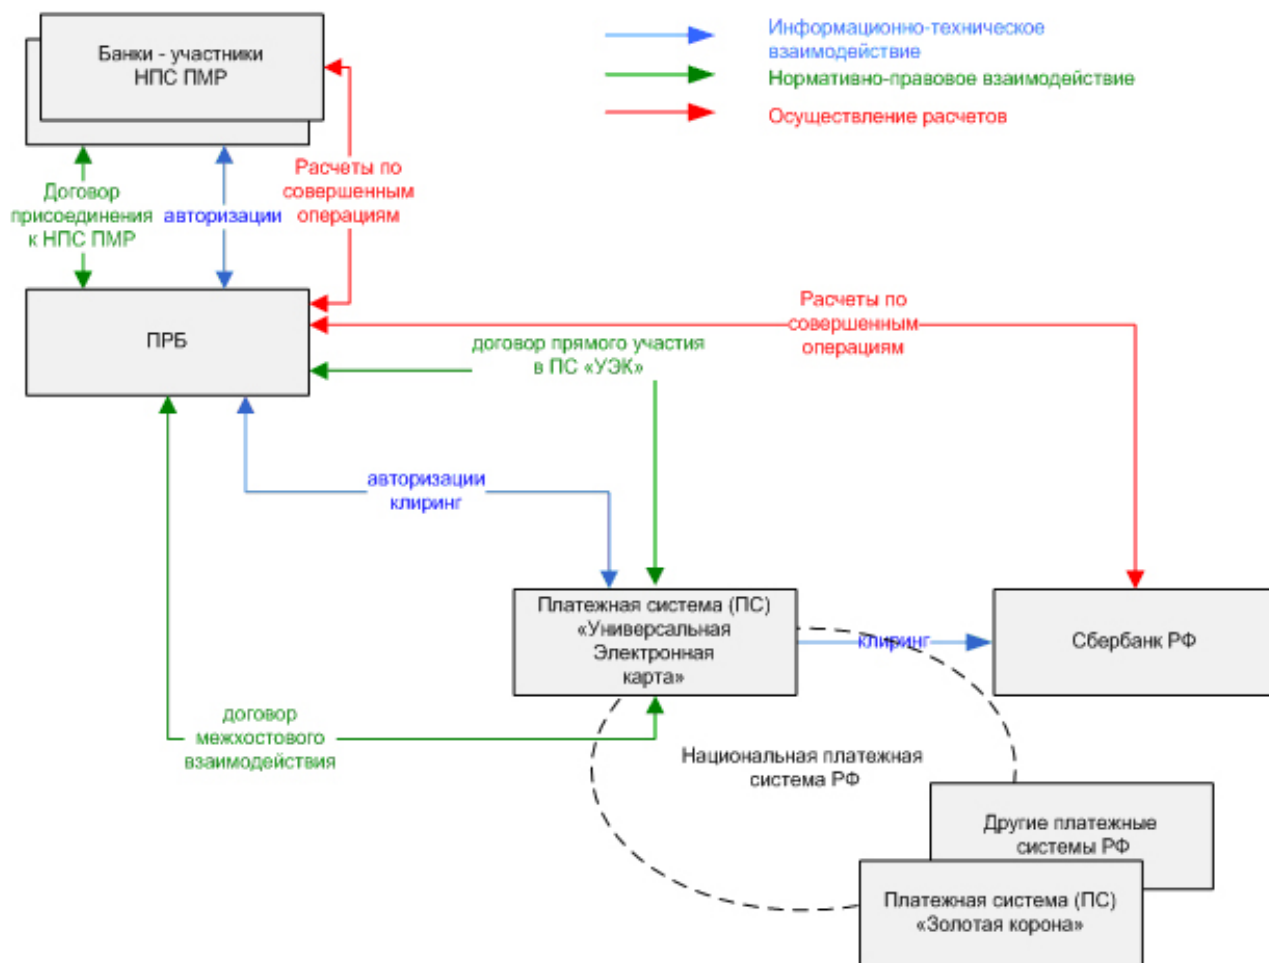 Банки - участники
НПС ПМР
Информационно-техническое
взаимодействие
Нормативно-правовое взаимодействие
Осуществление расчетов
Договор
присоединения
к НПС ПМР
авторизации
Расчеты по
совершенным
операциям
ПРБ
договор прямого участия
в ПС «УЭК»
Расчеты по
совершенным
операциям
авторизации
клиринг
Платежная система (ПС)
«Универсальная
Электронная
карта»
клиринг
Сбербанк РФ
договор
межхостового
взаимодействия
Национальная платежная
система РФ
Другие платежные
системы РФ
Платежная система (ПС)
«Золотая корона»